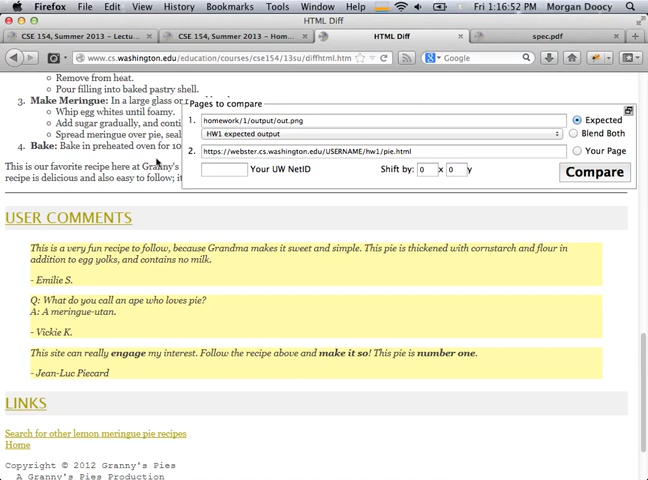 Firefox File Edit View History Bookmarks Tools Window Help Fri 1:16:52 PM Morgan Doocy
HTML Diff
CSE 154, Summer 2013 – Lectu... CSE 154, Summer 2013 – Hom... HTML Diff spec.pdf
www.cs.washington.edu/education/courses/cse154/13su/diffhtml.htm Google
Remove from heat.
Pour filling into baked pastry shell.
3. Make Meringue: In a large glass or
Whip egg whites until foamy.
Add sugar gradually, and conti
Spread meringue over pie, seal
4. Bake: Bake in preheated oven for 10
This is our favorite recipe here at Granny's
recipe is delicious and also easy to follow; it
Pages to compare
1. homework/1/output/out.png Expected
HW1 expected output Blend Both
2. https://webster.cs.washington.edu/USERNAME/hw1/pie.html Your Page
Your UW NetID Shift by: 0 x 0 y Compare
USER COMMENTS
This is a very fun recipe to follow, because Grandma makes it sweet and simple. This pie is thickened with cornstarch and flour in
addition to egg yolks, and contains no milk.
- Emilie S.
Q: What do you call an ape who loves pie?
A: A meringue-utan.
- Vickie K.
This site can really engage my interest. Follow the recipe above and make it so! This pie is number one.
- Jean-Luc Piecard
LINKS
Search for other lemon meringue pie recipes
Home
Copyright © 2012 Granny's Pies
A Granny's Pies Production